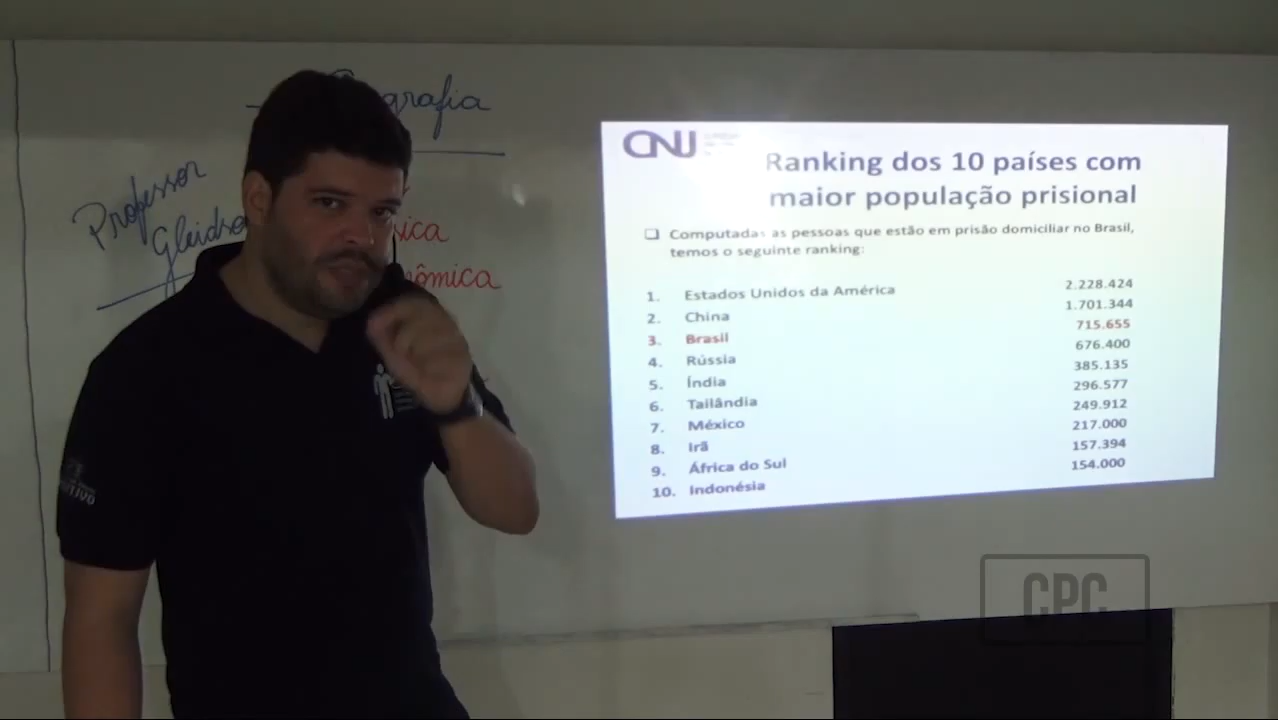 Professor
CNJ
Ranking dos 10 países com
maior população prisional
Computadas as pessoas que estão em prisão domiciliar no Brasil,
temos o seguinte ranking:
1. Estados Unidos da América 2.228.424
2. China 1.701.344
3. Brasil 715.655
4. Rússia 676.400
5. Índia 385.135
6. Tailândia 296.577
7. México 249.912
8. Irã 217.000
9. África do Sul 157.394
10. Indonésia 154.000
CPC